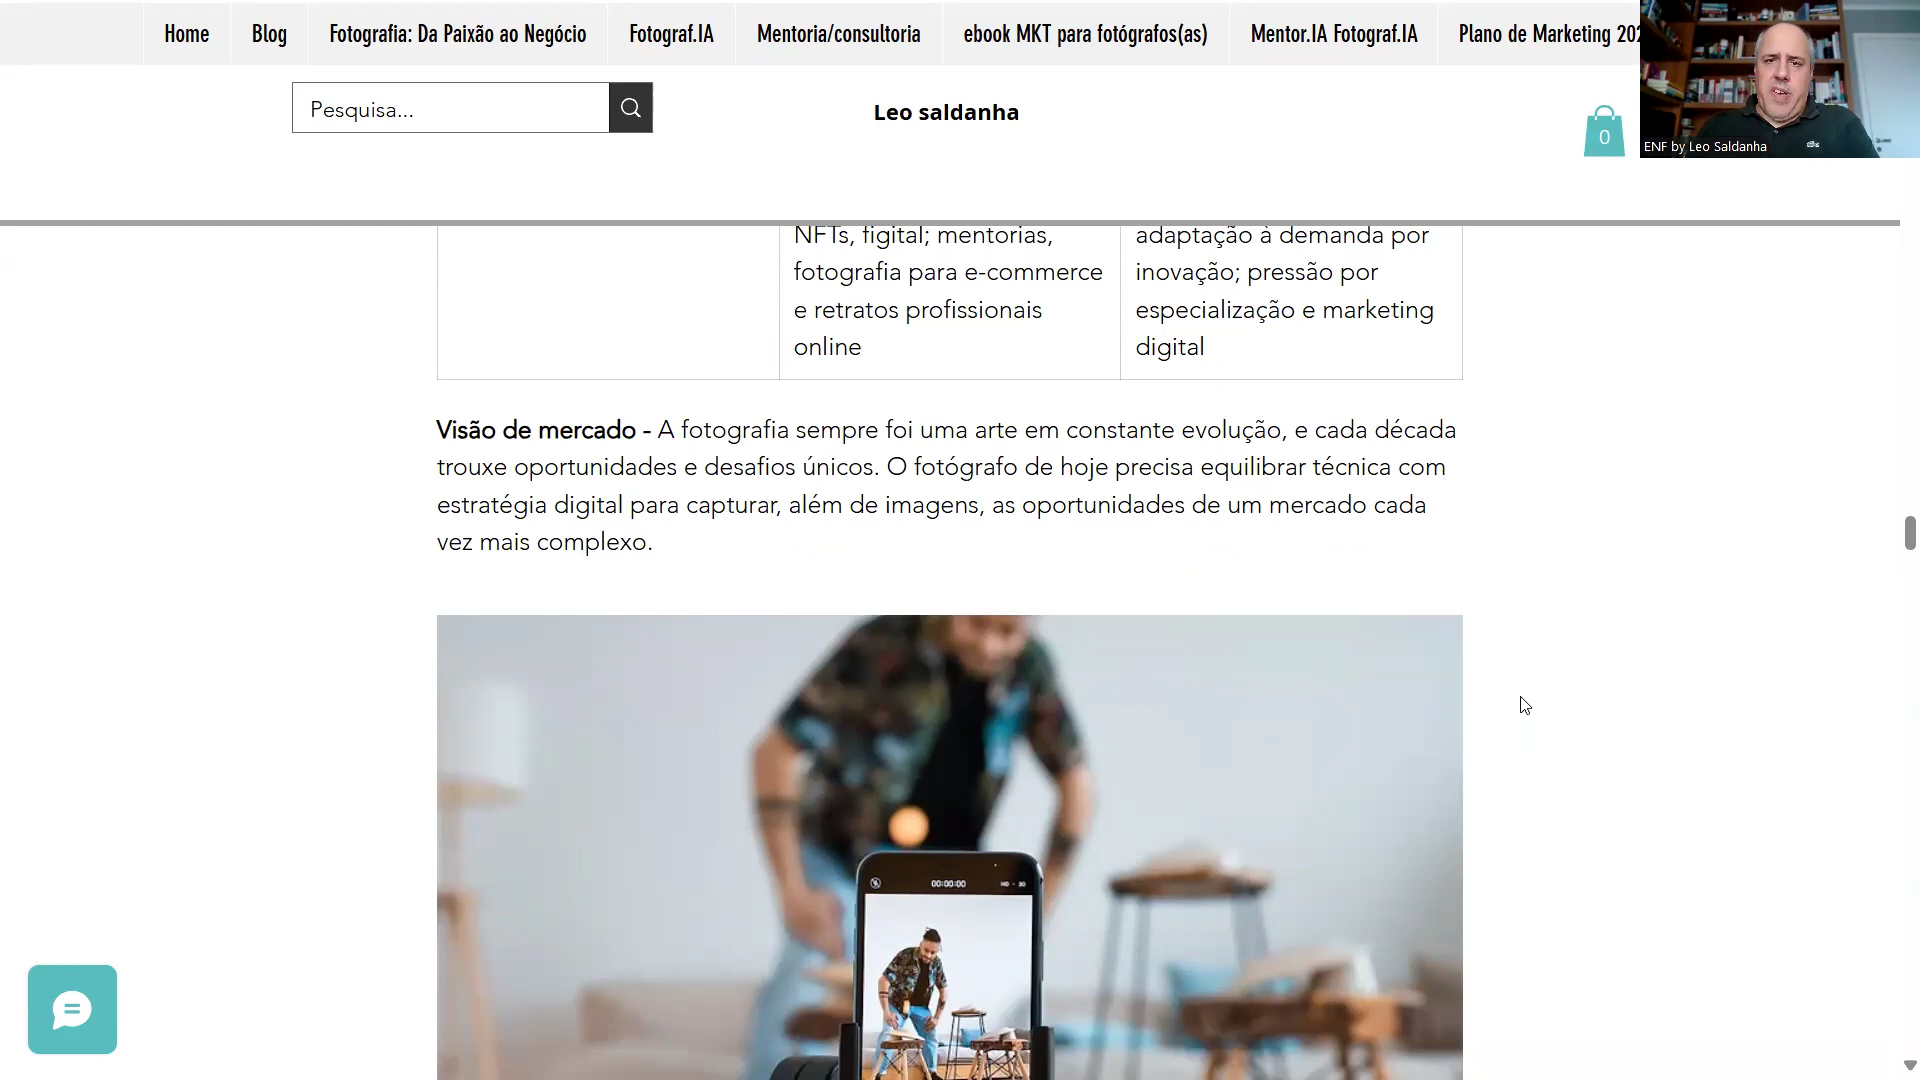 Home
Blog
Fotografia: Da Paixão ao Negócio
Fotograf.IA
Mentoria/consultoria
ebook MKT para fotógrafos(as)
Mentor.IA Fotograf.IA
Plano de Marketing 202
Pesquisa...
Leo saldanha
0
ENF by Leo Saldanha
NFTs, figital; mentorias,
fotografia para e-commerce
e retratos profissionais
online
adaptação à demanda por
inovação; pressão por
especialização e marketing
digital
Visão de mercado - A fotografia sempre foi uma arte em constante evolução, e cada década
trouxe oportunidades e desafios únicos. O fotógrafo de hoje precisa equilibrar técnica com
estratégia digital para capturar, além de imagens, as oportunidades de um mercado cada
vez mais complexo.
00:00:00
HD · 30